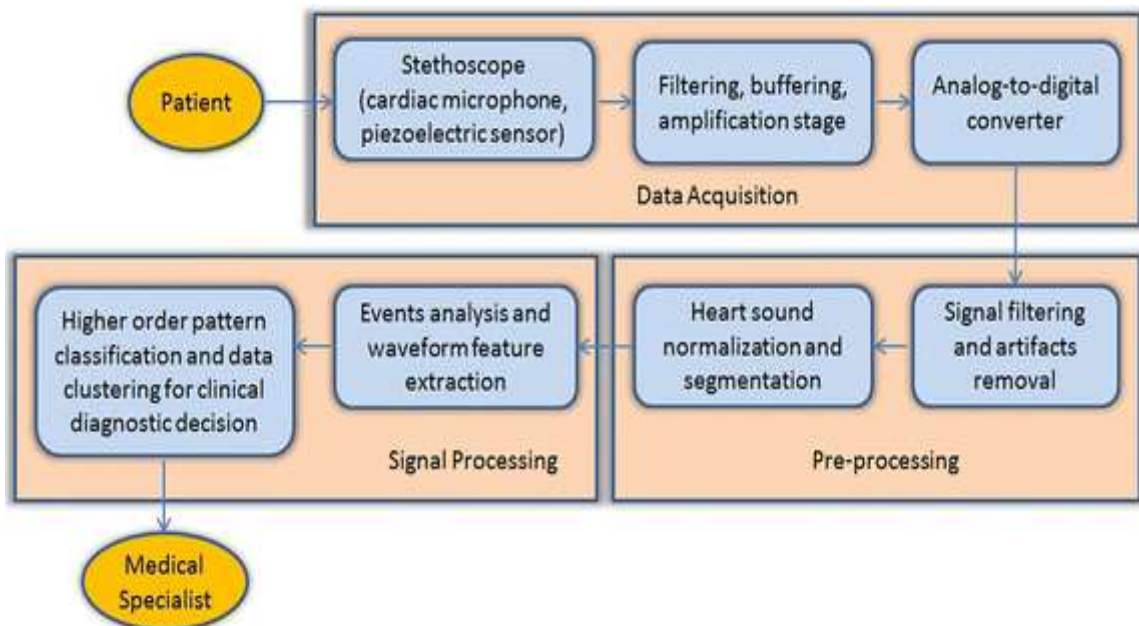 Patient
Stethoscope
(cardiac microphone,
piezoelectric sensor)
Filtering, buffering,
amplification stage
Analog-to-digital
converter
Data Acquisition
Signal filtering
and artifacts
removal
Heart sound
normalization and
segmentation
Pre-processing
Events analysis and
waveform feature
extraction
Higher order pattern
classification and data
clustering for clinical
diagnostic decision
Signal Processing
Medical
Specialist